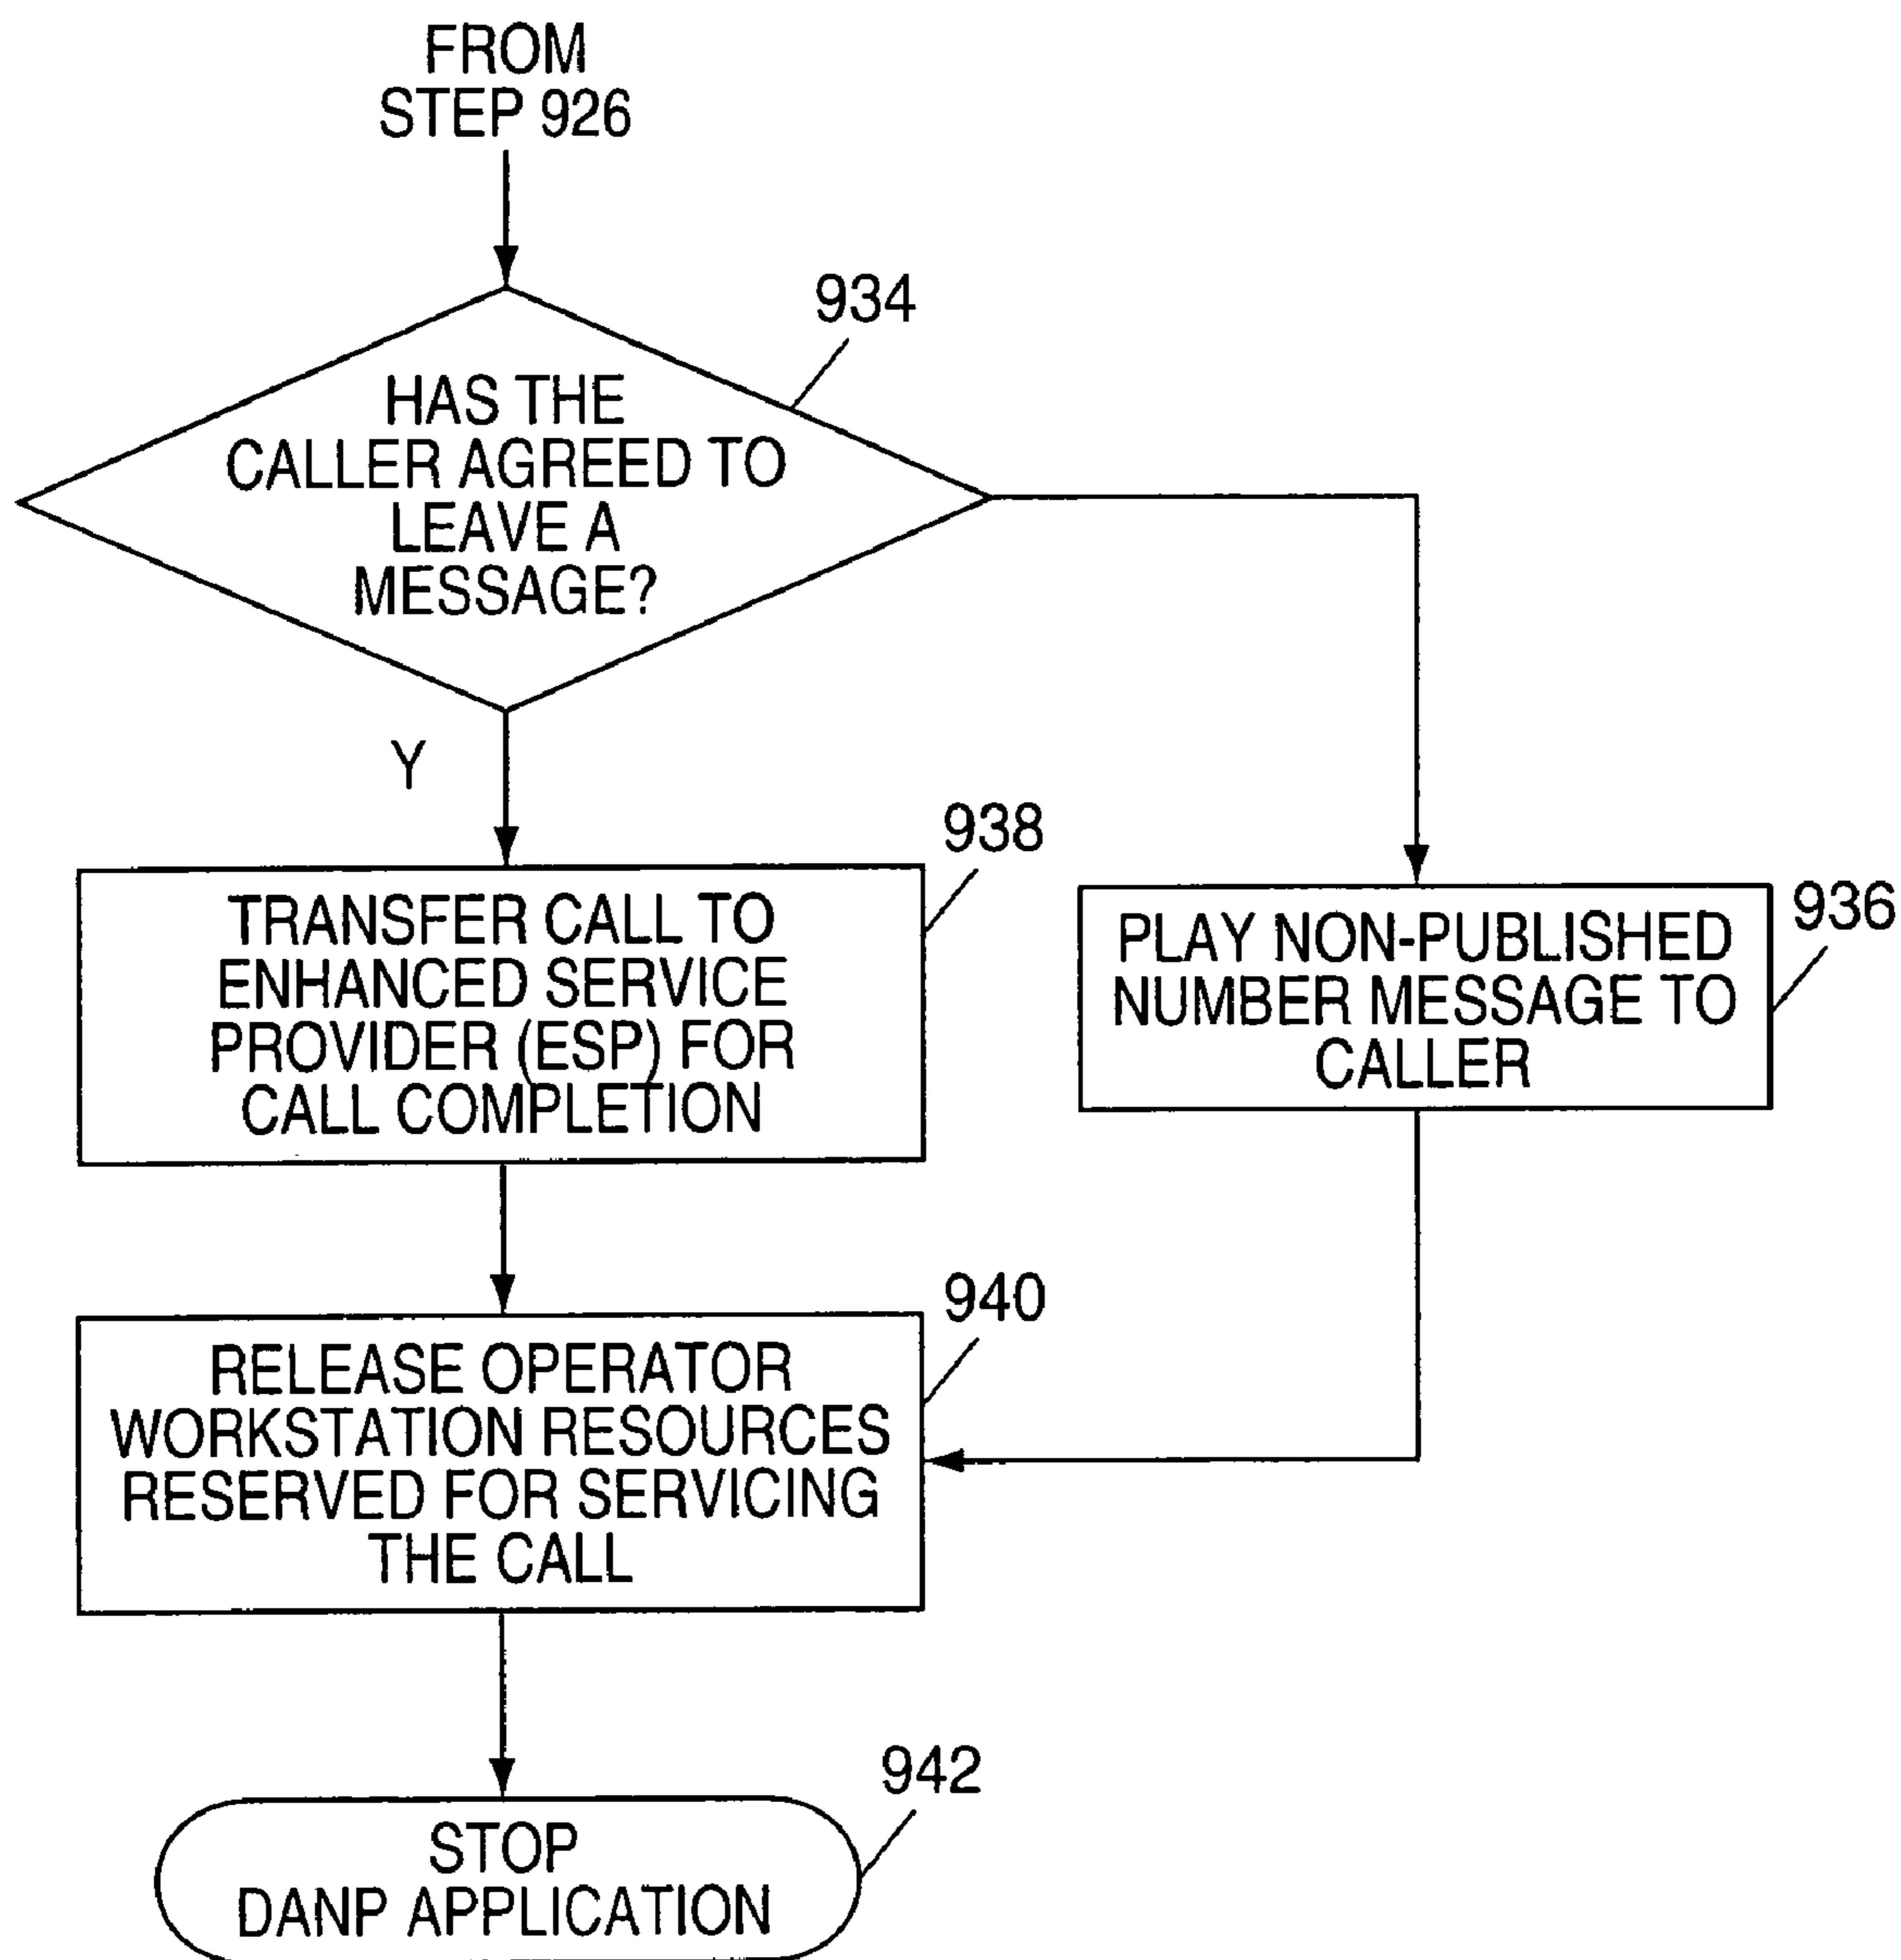 FROM
STEP 926
934
HAS THE
CALLER AGREED TO
LEAVE A
MESSAGE?
Y
938
TRANSFER CALL TO
ENHANCED SERVICE
PROVIDER (ESP) FOR
CALL COMPLETION
936
PLAY NON-PUBLISHED
NUMBER MESSAGE TO
CALLER
940
RELEASE OPERATOR
WORKSTATION RESOURCES
RESERVED FOR SERVICING
THE CALL
942
STOP
DANP APPLICATION